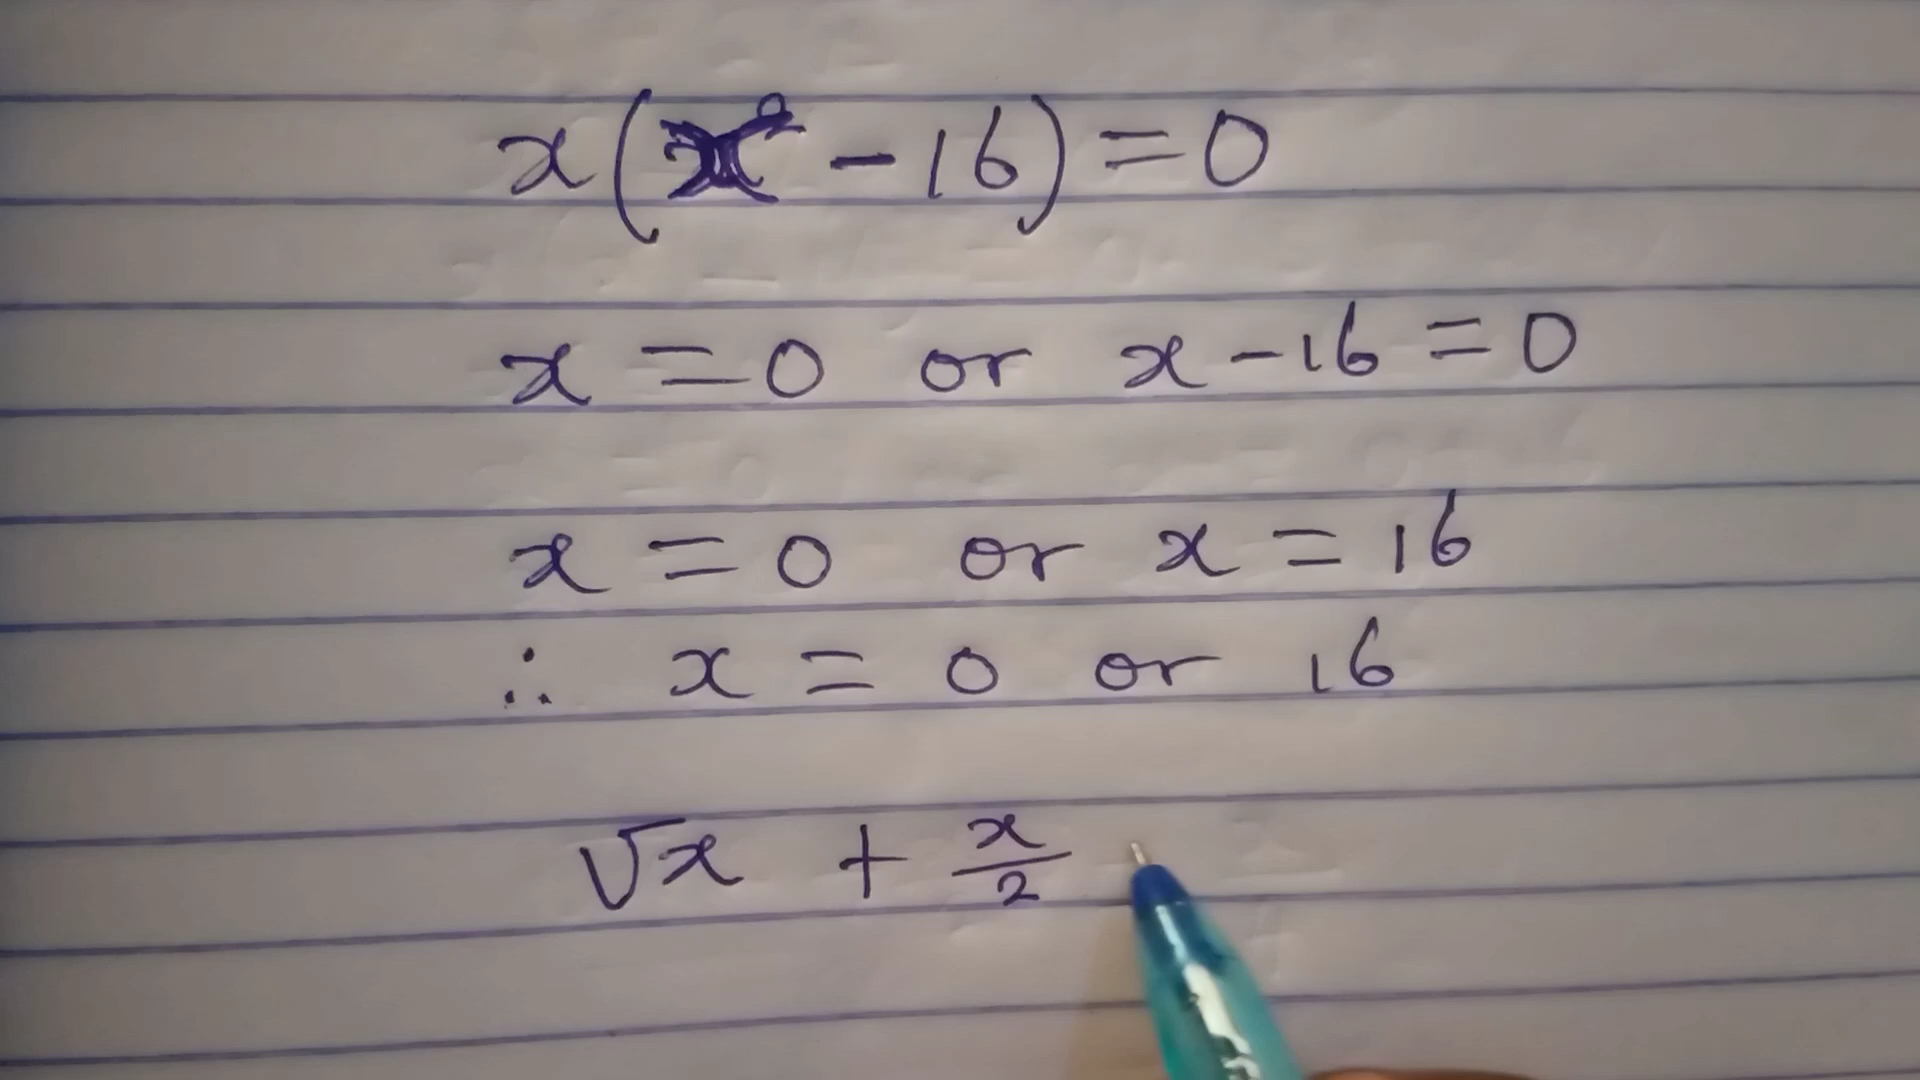 x(x² - 16) = 0
x = 0 or x - 16 = 0
x = 0 or x = 16
∴ x = 0 or 16
√x + x/2